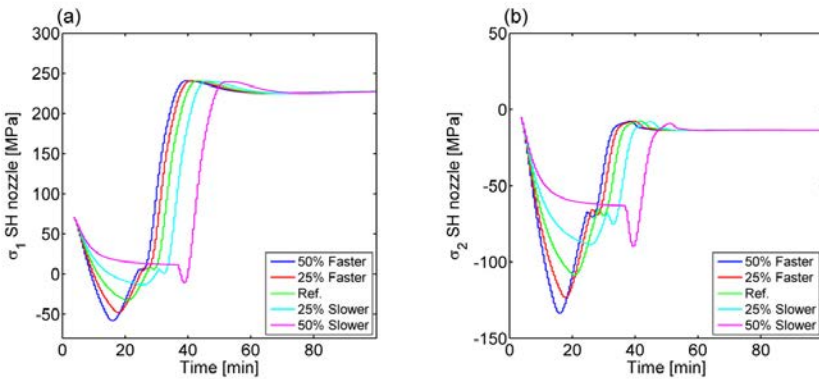 (a)
300
250
200
150
100
50
0
-50
σ1 SH nozzle [MPa]
50% Faster
25% Faster
Ref.
25% Slower
50% Slower
0 20 40 60 80
Time [min]
(b)
50
0
-50
-100
-150
σ2 SH nozzle [MPa]
50% Faster
25% Faster
Ref.
25% Slower
50% Slower
0 20 40 60 80
Time [min]